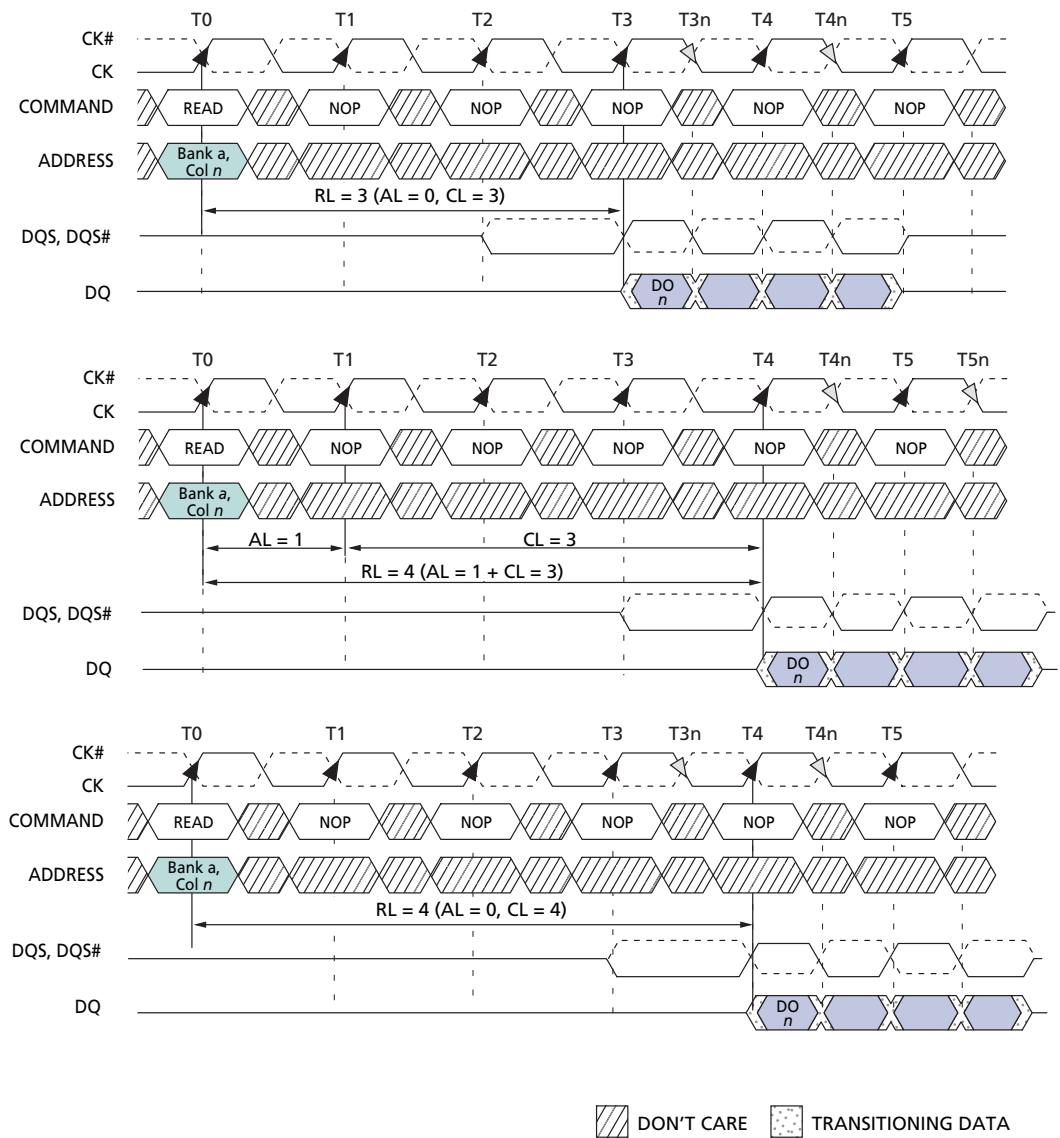 T0 T1 T2 T3 T3n T4 T4n T5
CK#
CK
COMMAND READ NOP NOP NOP NOP NOP
ADDRESS Bank a,
Col n
RL = 3 (AL = 0, CL = 3)
DQS, DQS#
DQ DO
n
T0 T1 T2 T3 T4 T4n T5 T5n
CK#
CK
COMMAND READ NOP NOP NOP NOP NOP
ADDRESS Bank a,
Col n
AL = 1 CL = 3
RL = 4 (AL = 1 + CL = 3)
DQS, DQS#
DQ DO
n
T0 T1 T2 T3 T3n T4 T4n T5
CK#
CK
COMMAND READ NOP NOP NOP NOP NOP
ADDRESS Bank a,
Col n
RL = 4 (AL = 0, CL = 4)
DQS, DQS#
DQ DO
n
DON'T CARE TRANSITIONING DATA